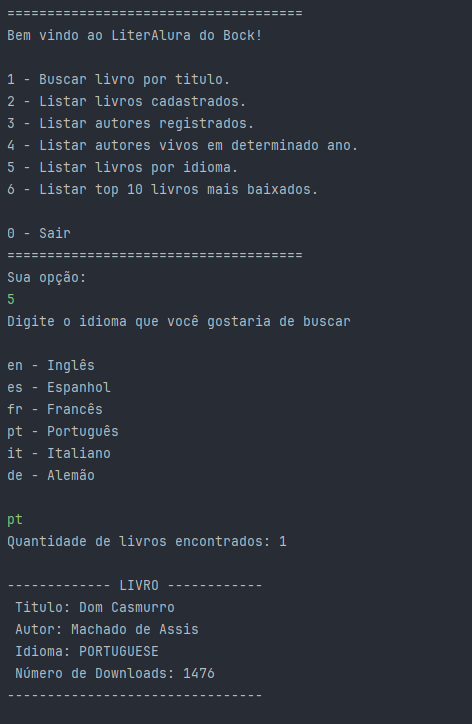 =====================================
Bem vindo ao LiterAlura do Bock!
1 - Buscar livro por titulo.
2 - Listar livros cadastrados.
3 - Listar autores registrados.
4 - Listar autores vivos em determinado ano.
5 - Listar livros por idioma.
6 - Listar top 10 livros mais baixados.
0 - Sair
=====================================
Sua opção:
5
Digite o idioma que você gostaria de buscar
en - Inglês
es - Espanhol
fr - Francês
pt - Português
it - Italiano
de - Alemão
pt
Quantidade de livros encontrados: 1
------------- LIVRO ------------
Titulo: Dom Casmurro
Autor: Machado de Assis
Idioma: PORTUGUESE
Número de Downloads: 1476
--------------------------------